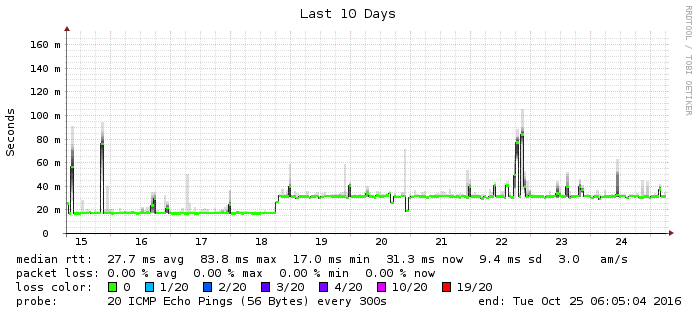 Last 10 Days
RRDTOOL / TOBI OETIKER
Seconds
160 m
140 m
120 m
100 m
80 m
60 m
40 m
20 m
0
15 16 17 18 19 20 21 22 23 24
median rtt: 27.7 ms avg 83.8 ms max 17.0 ms min 31.3 ms now 9.4 ms sd 3.0 am/s
packet loss: 0.00 % avg 0.00 % max 0.00 % min 0.00 % now
loss color: 0 1/20 2/20 3/20 4/20 10/20 19/20
probe: 20 ICMP Echo Pings (56 Bytes) every 300s end: Tue Oct 25 06:05:04 2016